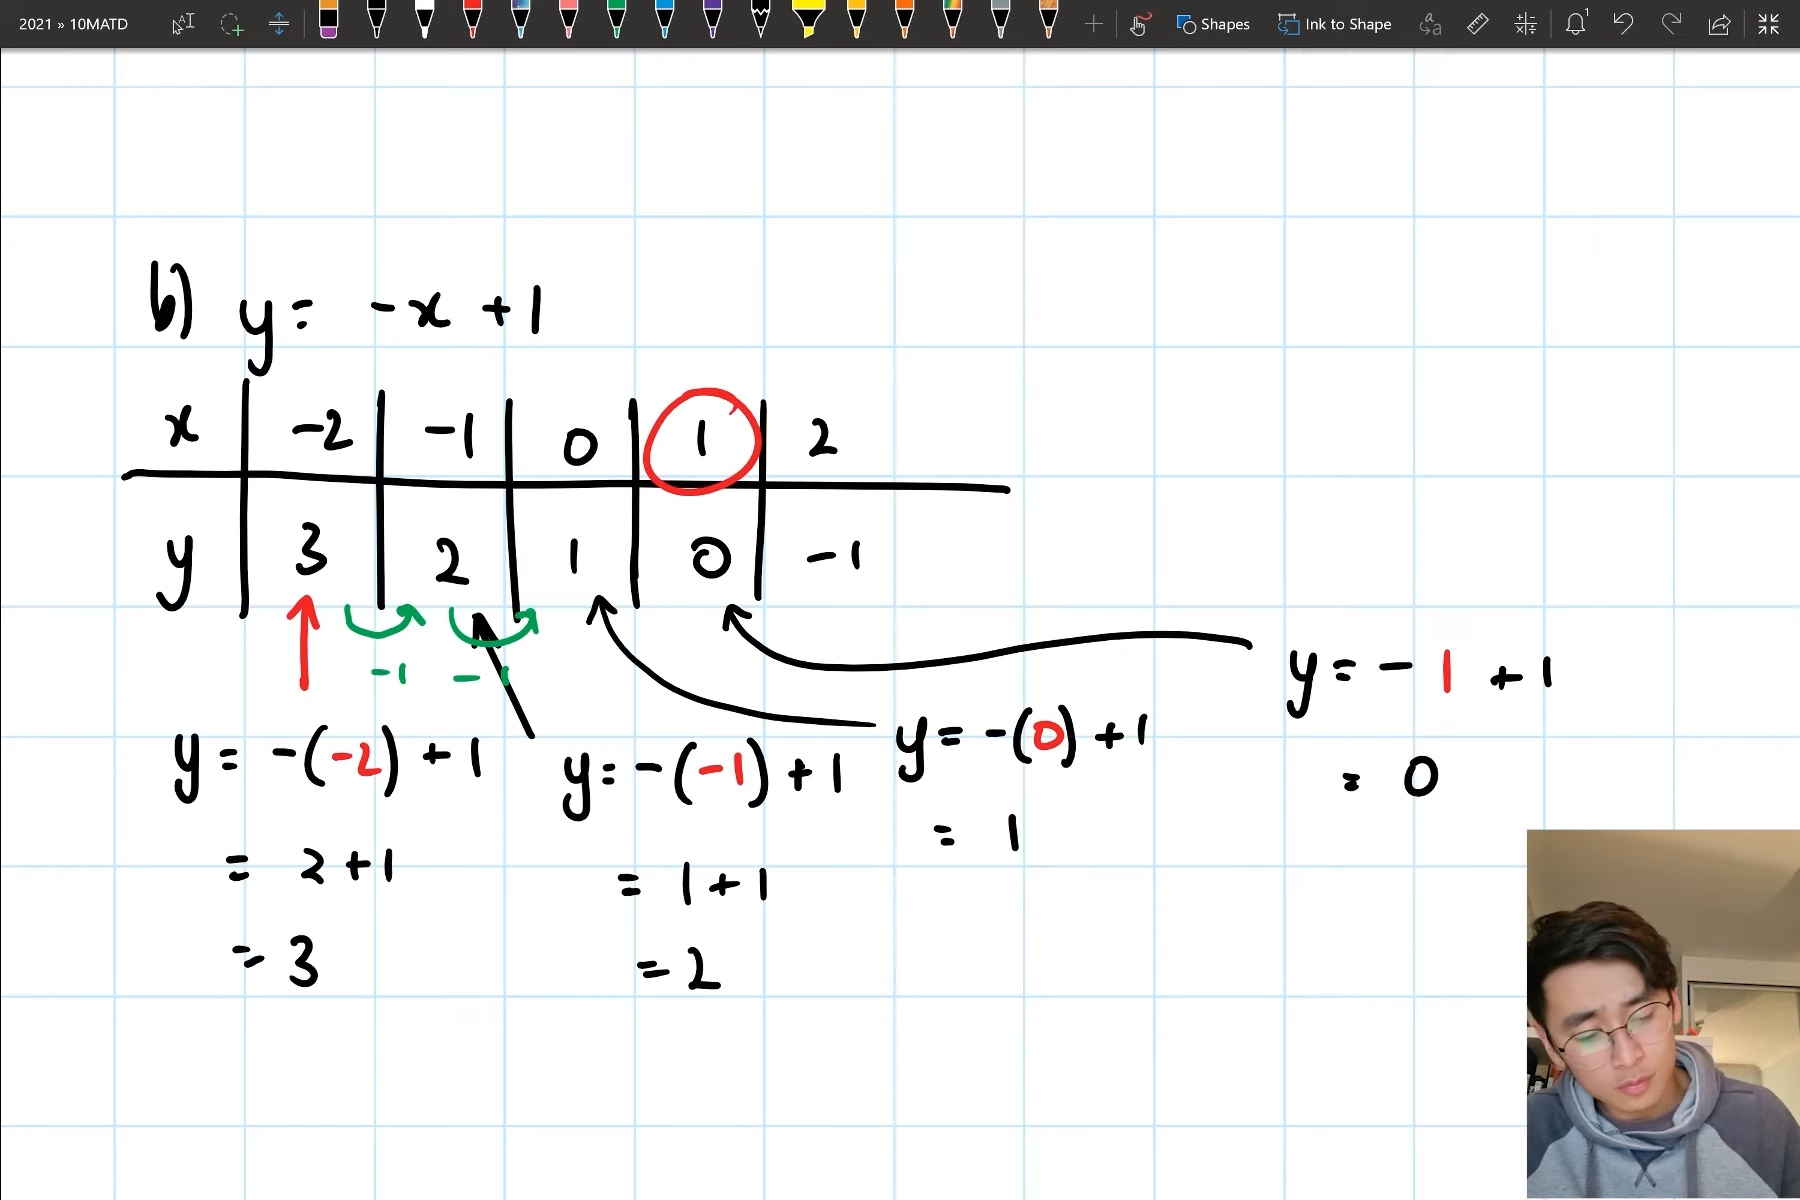 2021 » 10MATD
Shapes
Ink to Shape
1
b) y = -x + 1
x -2 -1 0 1 2
y 3 2 1 0 -1
-1 -1
y = -(-2) + 1
= 2 + 1
= 3
y = -(-1) + 1
= 1 + 1
= 2
y = -(0) + 1
= 1
y = - 1 + 1
= 0